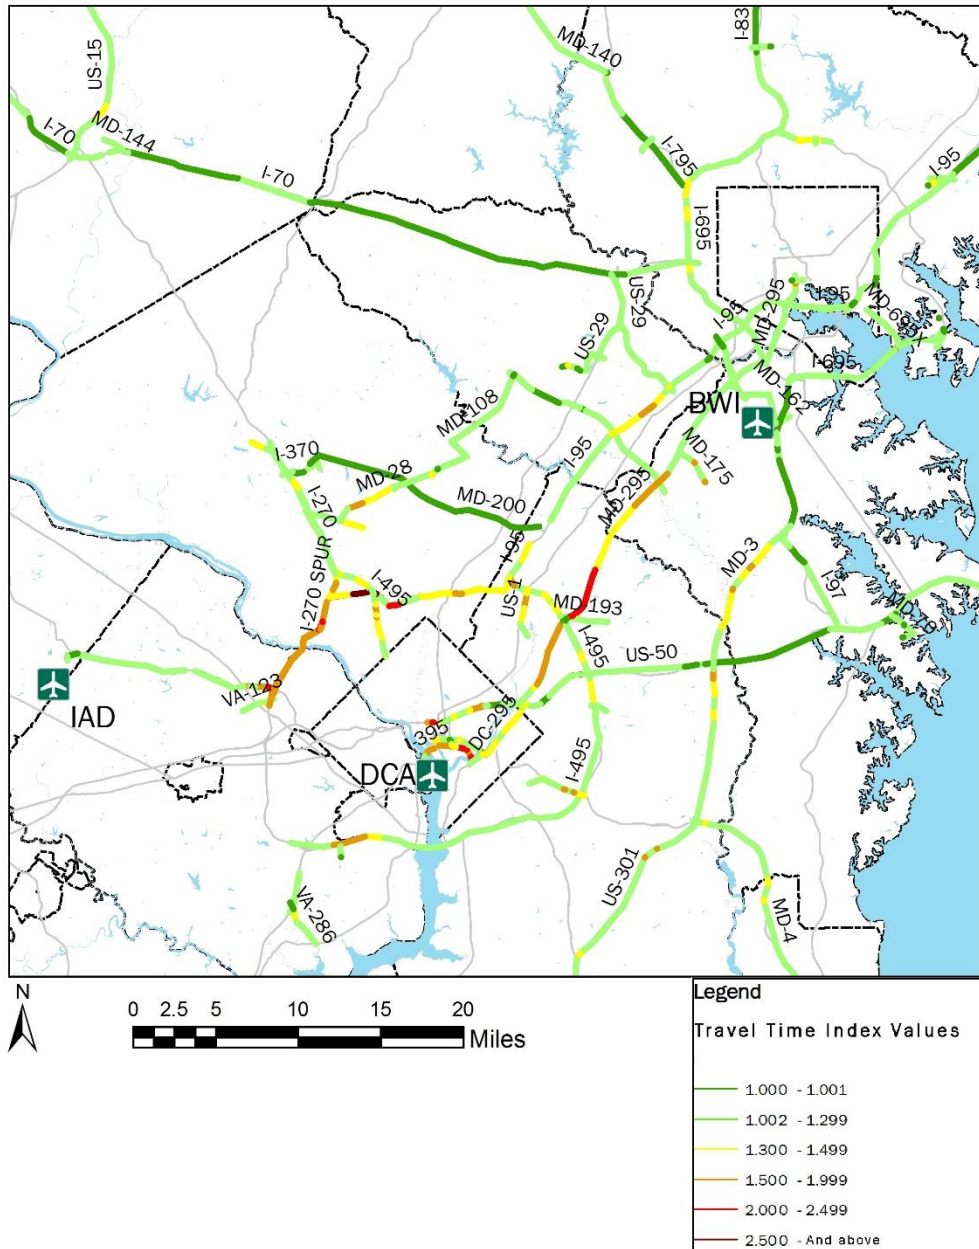 I-83
MD-140
US-15
I-70
MD-144
I-70
I-795
I-95
I-695
US-29
US-29
MD-295
I-95
I-95
MD-695X
I-695
MD-162
BWI
MD-108
I-370
MD-28
I-95
MD-175
MD-200
MD-295
I-270
I-95
MD-3
I-270 SPUR
I-495
US-1
MD-193
I-97
I-495
US-50
IAD
VA-123
395
DC-295
DCA
I-495
US-301
VA-286
MD-4
N
0 2.5 5 10 15 20
Miles
Legend
Travel Time Index Values
1.000 - 1.001
1.002 - 1.299
1.300 - 1.499
1.500 - 1.999
2.000 - 2.499
2.500 - And above